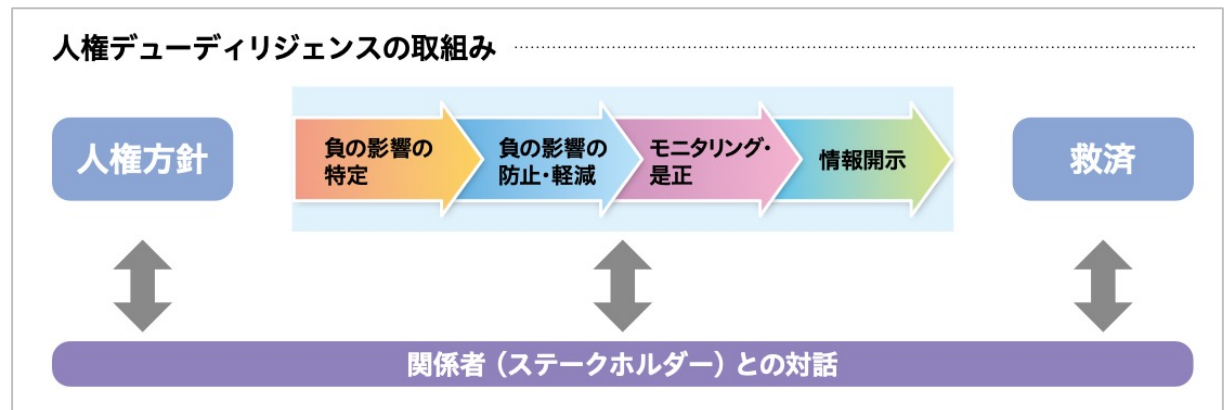 人権デューディリジェンスの取組み
人権方針
負の影響の
特定
負の影響の
防止・軽減
モニタリング・
是正
情報開示
救済
関係者（ステークホルダー）との対話